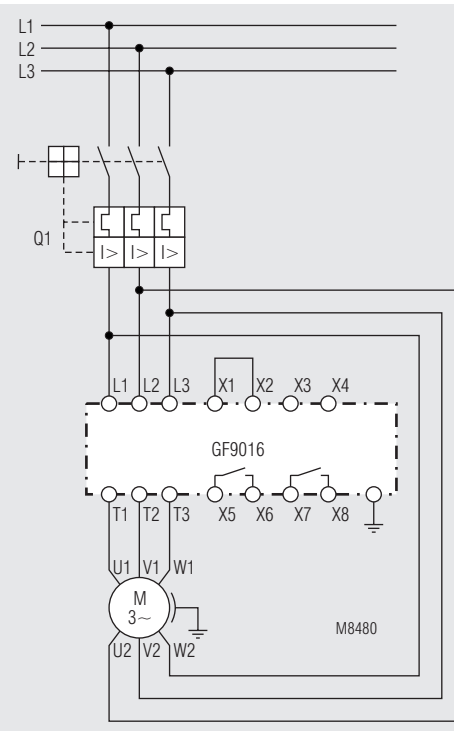 L1
L2
L3
Q1
I> I> I>
L1 L2 L3 X1 X2 X3 X4
GF9016
T1 T2 T3 X5 X6 X7 X8
U1 V1 W1
M
3~
M8480
U2 V2 W2